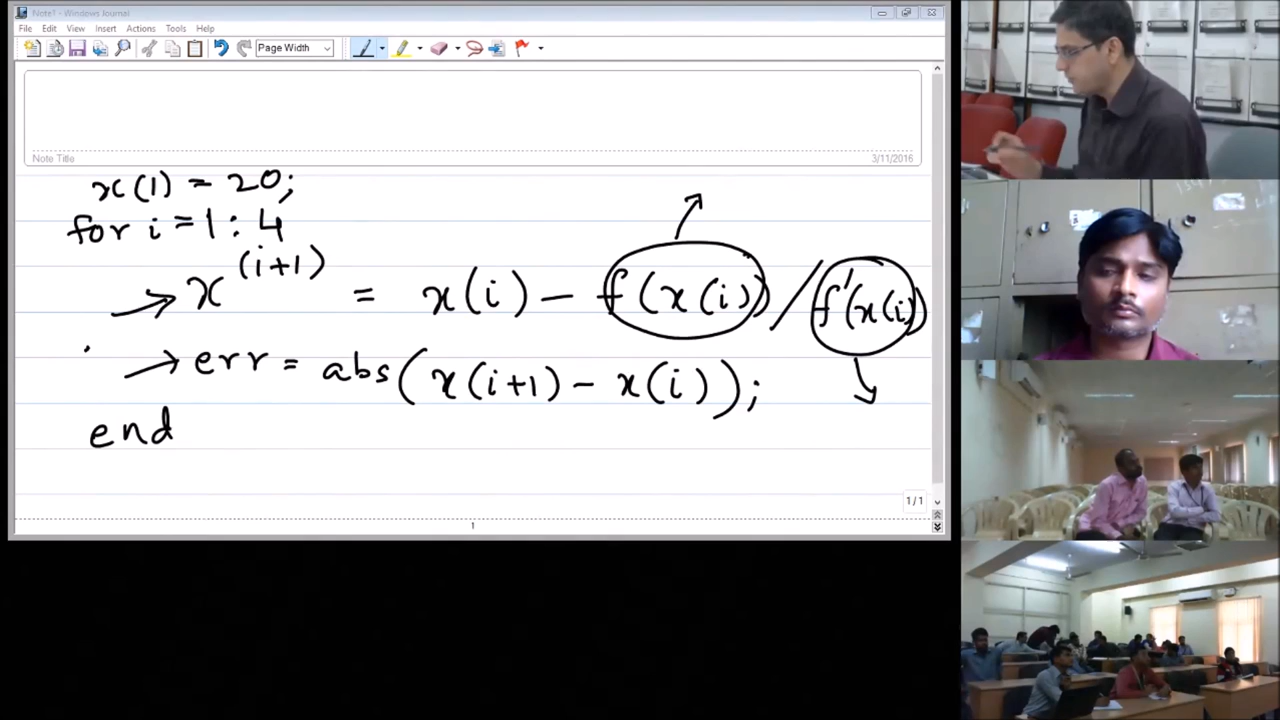 Note1 - Windows Journal
File Edit View Insert Actions Tools Help
Page Width
Note Title
3/11/2016
x(1) = 20;
for i = 1 : 4
x^(i+1) = x(i) - f(x(i)) / f'(x(i))
err = abs(x(i+1) - x(i));
end
1/1
1